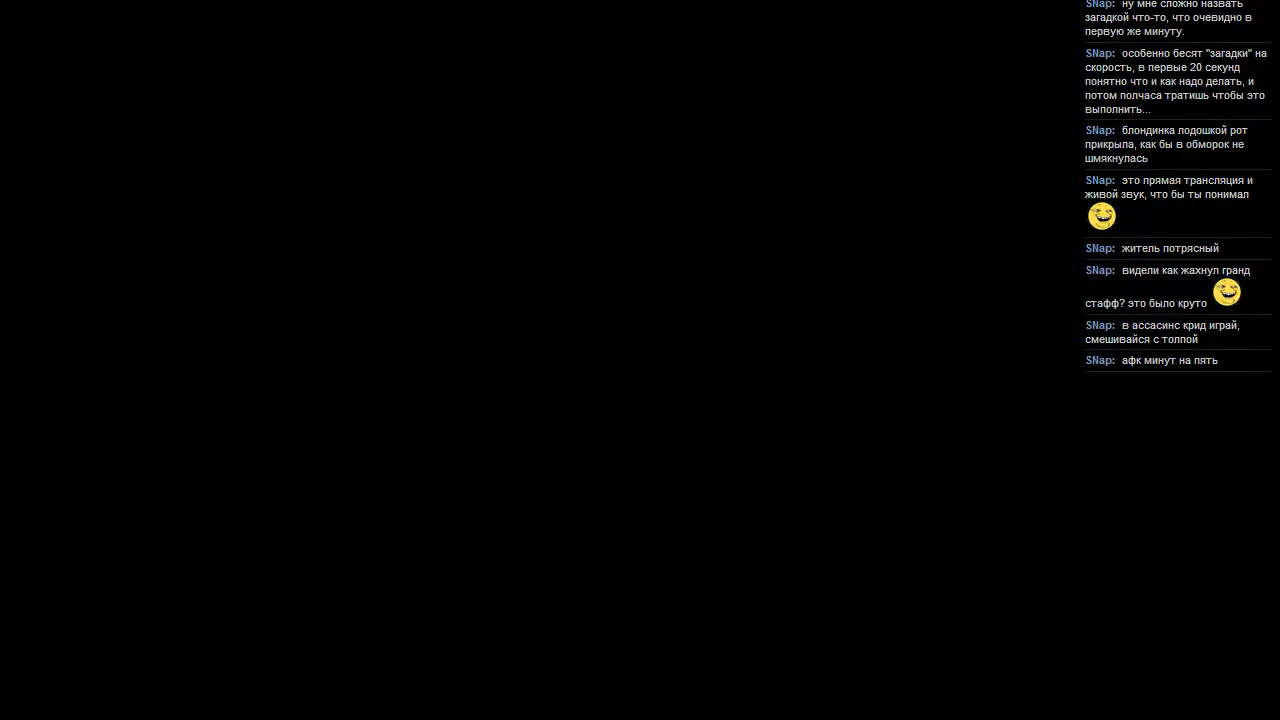 SNap: ну мне сложно назвать
загадкой что-то, что очевидно в
первую же минуту.
SNap: особенно бесят "загадки" на
скорость, в первые 20 секунд
понятно что и как надо делать, и
потом полчаса тратишь чтобы это
выполнить...
SNap: блондинка лодошкой рот
прикрыла, как бы в обморок не
шмякнулась
SNap: это прямая трансляция и
живой звук, что бы ты понимал
SNap: житель потрясный
SNap: видели как жахнул гранд
стафф? это было круто
SNap: в ассасинс крид играй,
смешивайся с толпой
SNap: афк минут на пять